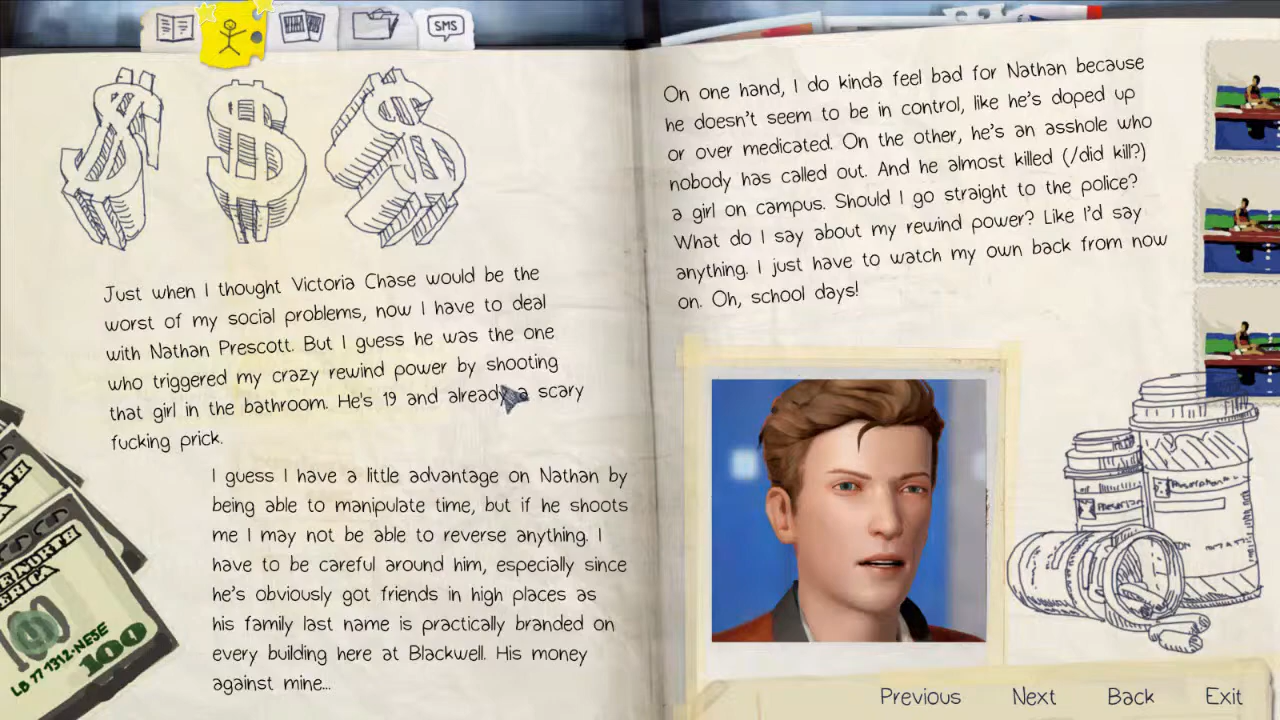 SMS
Just when I thought Victoria Chase would be the
worst of my social problems, now I have to deal
with Nathan Prescott. But I guess he was the one
who triggered my crazy rewind power by shooting
that girl in the bathroom. He's 19 and already a scary
fucking prick.
I guess I have a little advantage on Nathan by
being able to manipulate time, but if he shoots
me I may not be able to reverse anything. I
have to be careful around him, especially since
he's obviously got friends in high places as
his family last name is practically branded on
every building here at Blackwell. His money
against mine...
100
LB 77 1312-NESE
On one hand, I do kinda feel bad for Nathan because
he doesn't seem to be in control, like he's doped up
or over medicated. On the other, he's an asshole who
nobody has called out. And he almost killed (/did kill?)
a girl on campus. Should I go straight to the police?
What do I say about my rewind power? Like I'd say
anything. I just have to watch my own back from now
on. Oh, school days!
Previous Next Back Exit